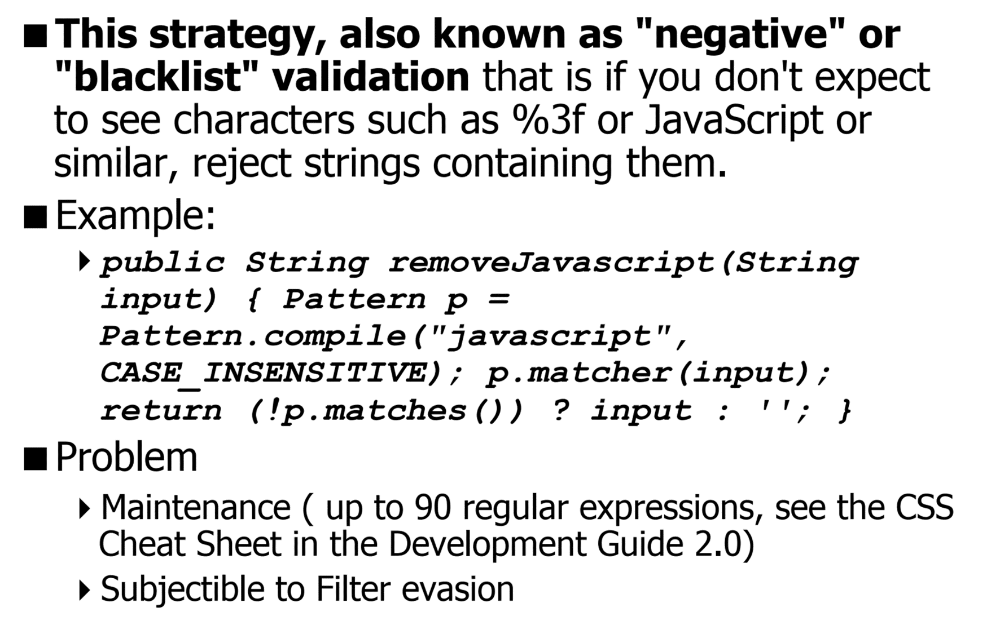 ■ This strategy, also known as "negative" or
"blacklist" validation that is if you don't expect
to see characters such as %3f or JavaScript or
similar, reject strings containing them.
■ Example:
public String removeJavascript(String
input) { Pattern p =
Pattern.compile("javascript",
CASE_INSENSITIVE); p.matcher(input);
return (!p.matches()) ? input : ''; }
■ Problem
Maintenance ( up to 90 regular expressions, see the CSS
Cheat Sheet in the Development Guide 2.0)
Subjectible to Filter evasion